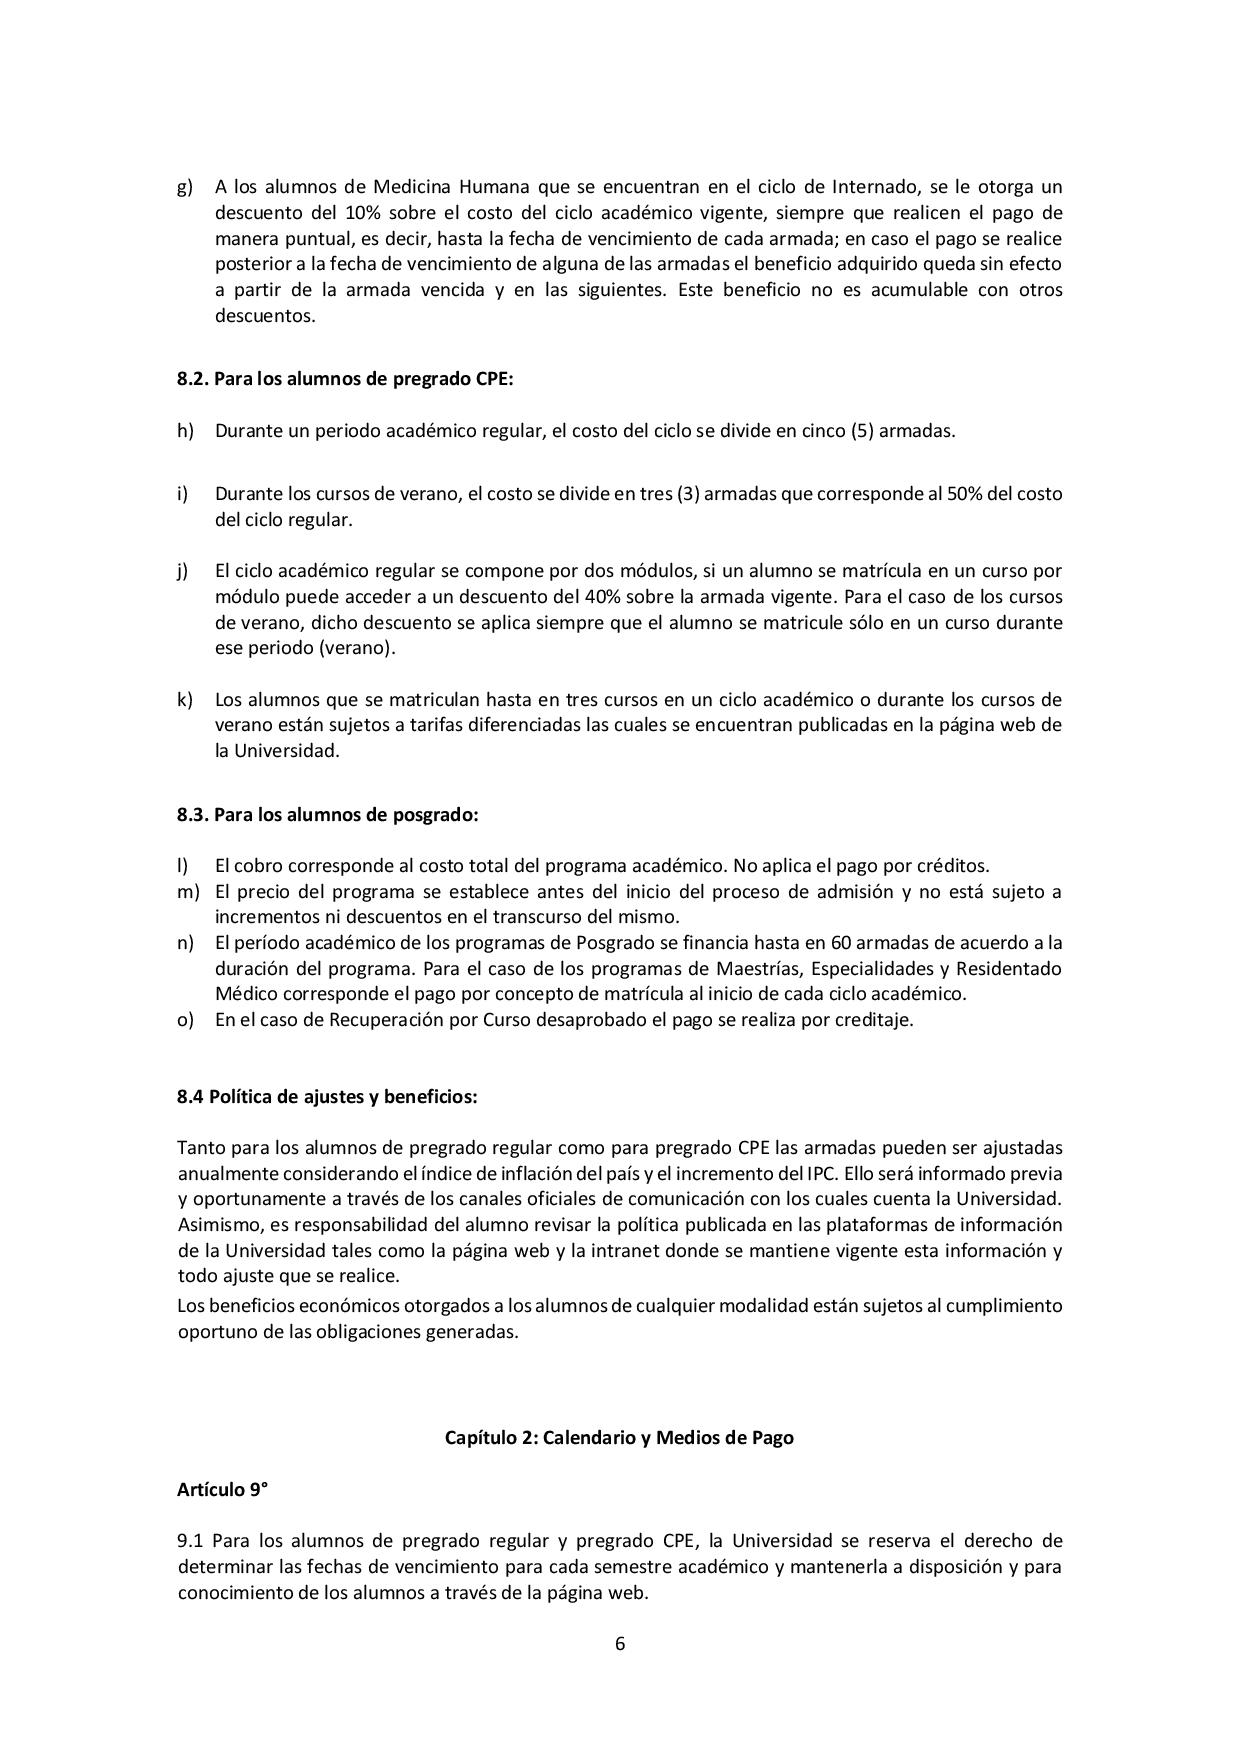 g) A los alumnos de Medicina Humana que se encuentran en el ciclo de Internado, se le otorga un
descuento del 10% sobre el costo del ciclo académico vigente, siempre que realicen el pago de
manera puntual, es decir, hasta la fecha de vencimiento de cada armada; en caso el pago se realice
posterior a la fecha de vencimiento de alguna de las armadas el beneficio adquirido queda sin efecto
a partir de la armada vencida y en las siguientes. Este beneficio no es acumulable con otros
descuentos.
8.2. Para los alumnos de pregrado CPE:
h) Durante un periodo académico regular, el costo del ciclo se divide en cinco (5) armadas.
i) Durante los cursos de verano, el costo se divide en tres (3) armadas que corresponde al 50% del costo
del ciclo regular.
j) El ciclo académico regular se compone por dos módulos, si un alumno se matrícula en un curso por
módulo puede acceder a un descuento del 40% sobre la armada vigente. Para el caso de los cursos
de verano, dicho descuento se aplica siempre que el alumno se matricule sólo en un curso durante
ese periodo (verano).
k) Los alumnos que se matriculan hasta en tres cursos en un ciclo académico o durante los cursos de
verano están sujetos a tarifas diferenciadas las cuales se encuentran publicadas en la página web de
la Universidad.
8.3. Para los alumnos de posgrado:
l) El cobro corresponde al costo total del programa académico. No aplica el pago por créditos.
m) El precio del programa se establece antes del inicio del proceso de admisión y no está sujeto a
incrementos ni descuentos en el transcurso del mismo.
n) El período académico de los programas de Posgrado se financia hasta en 60 armadas de acuerdo a la
duración del programa. Para el caso de los programas de Maestrías, Especialidades y Residentado
Médico corresponde el pago por concepto de matrícula al inicio de cada ciclo académico.
o) En el caso de Recuperación por Curso desaprobado el pago se realiza por creditaje.
8.4 Política de ajustes y beneficios:
Tanto para los alumnos de pregrado regular como para pregrado CPE las armadas pueden ser ajustadas
anualmente considerando el índice de inflación del país y el incremento del IPC. Ello será informado previa
y oportunamente a través de los canales oficiales de comunicación con los cuales cuenta la Universidad.
Asimismo, es responsabilidad del alumno revisar la política publicada en las plataformas de información
de la Universidad tales como la página web y la intranet donde se mantiene vigente esta información y
todo ajuste que se realice.
Los beneficios económicos otorgados a los alumnos de cualquier modalidad están sujetos al cumplimiento
oportuno de las obligaciones generadas.
Capítulo 2: Calendario y Medios de Pago
Artículo 9°
9.1 Para los alumnos de pregrado regular y pregrado CPE, la Universidad se reserva el derecho de
determinar las fechas de vencimiento para cada semestre académico y mantenerla a disposición y para
conocimiento de los alumnos a través de la página web.
6